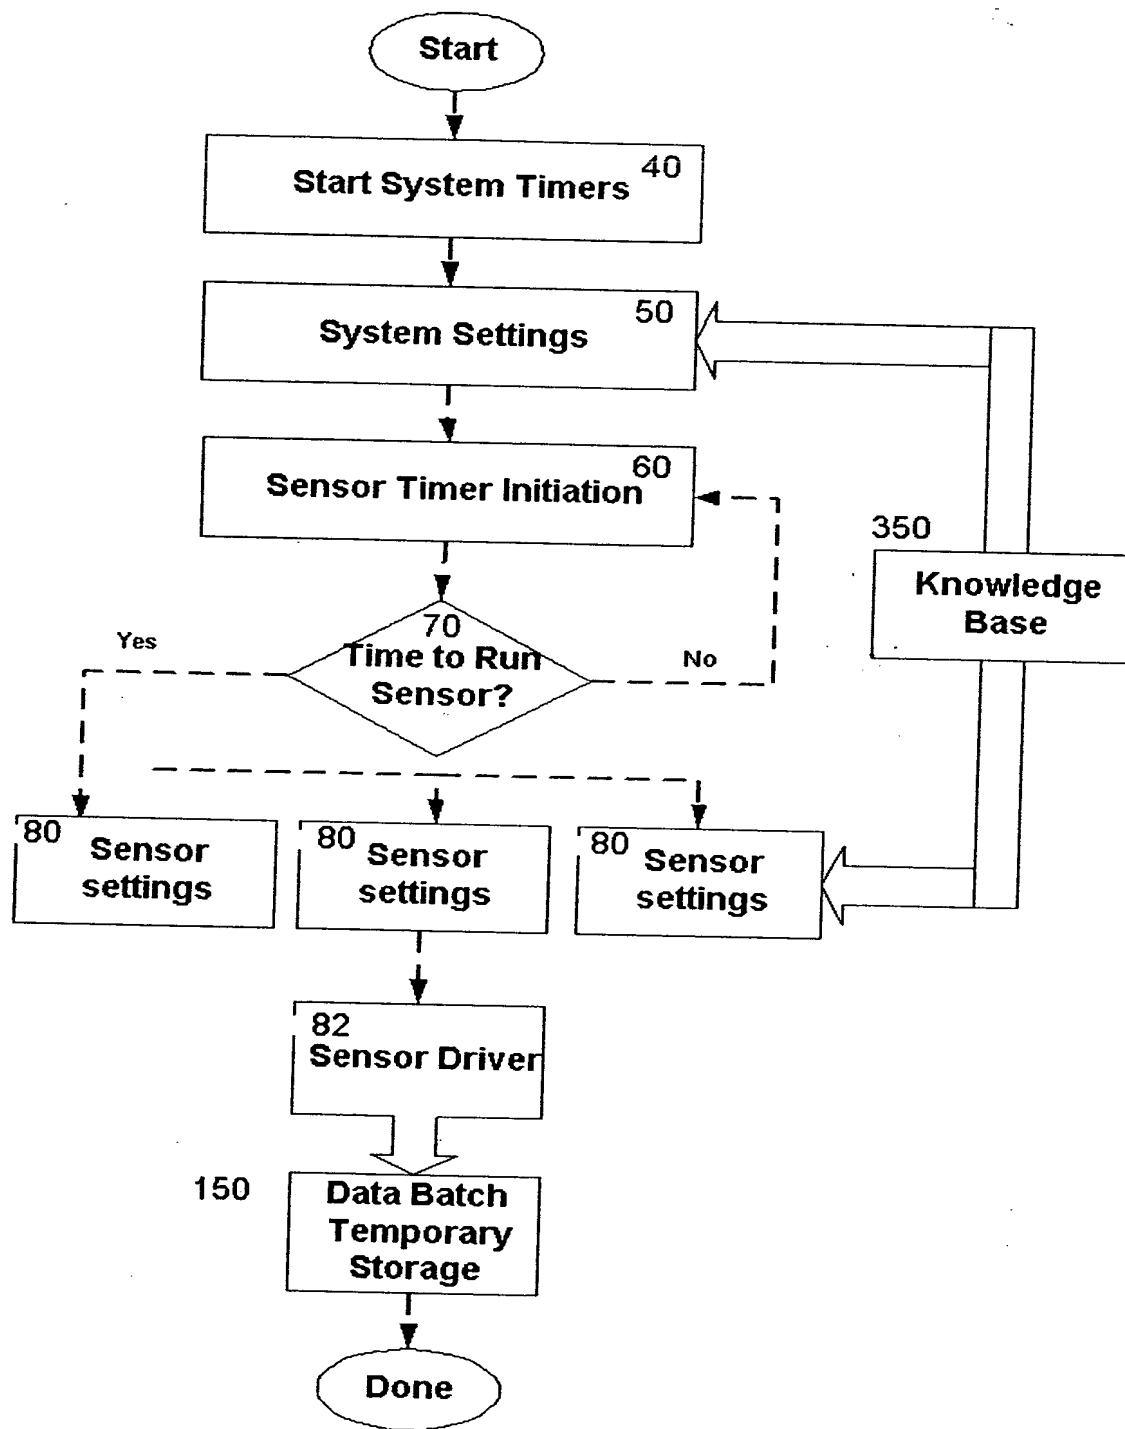 Start
40
Start System Timers
50
System Settings
60
Sensor Timer Initiation
350
Knowledge
Base
70
Time to Run
Sensor?
Yes
No
80
Sensor
settings
80
Sensor
settings
80
Sensor
settings
82
Sensor Driver
150
Data Batch
Temporary
Storage
Done